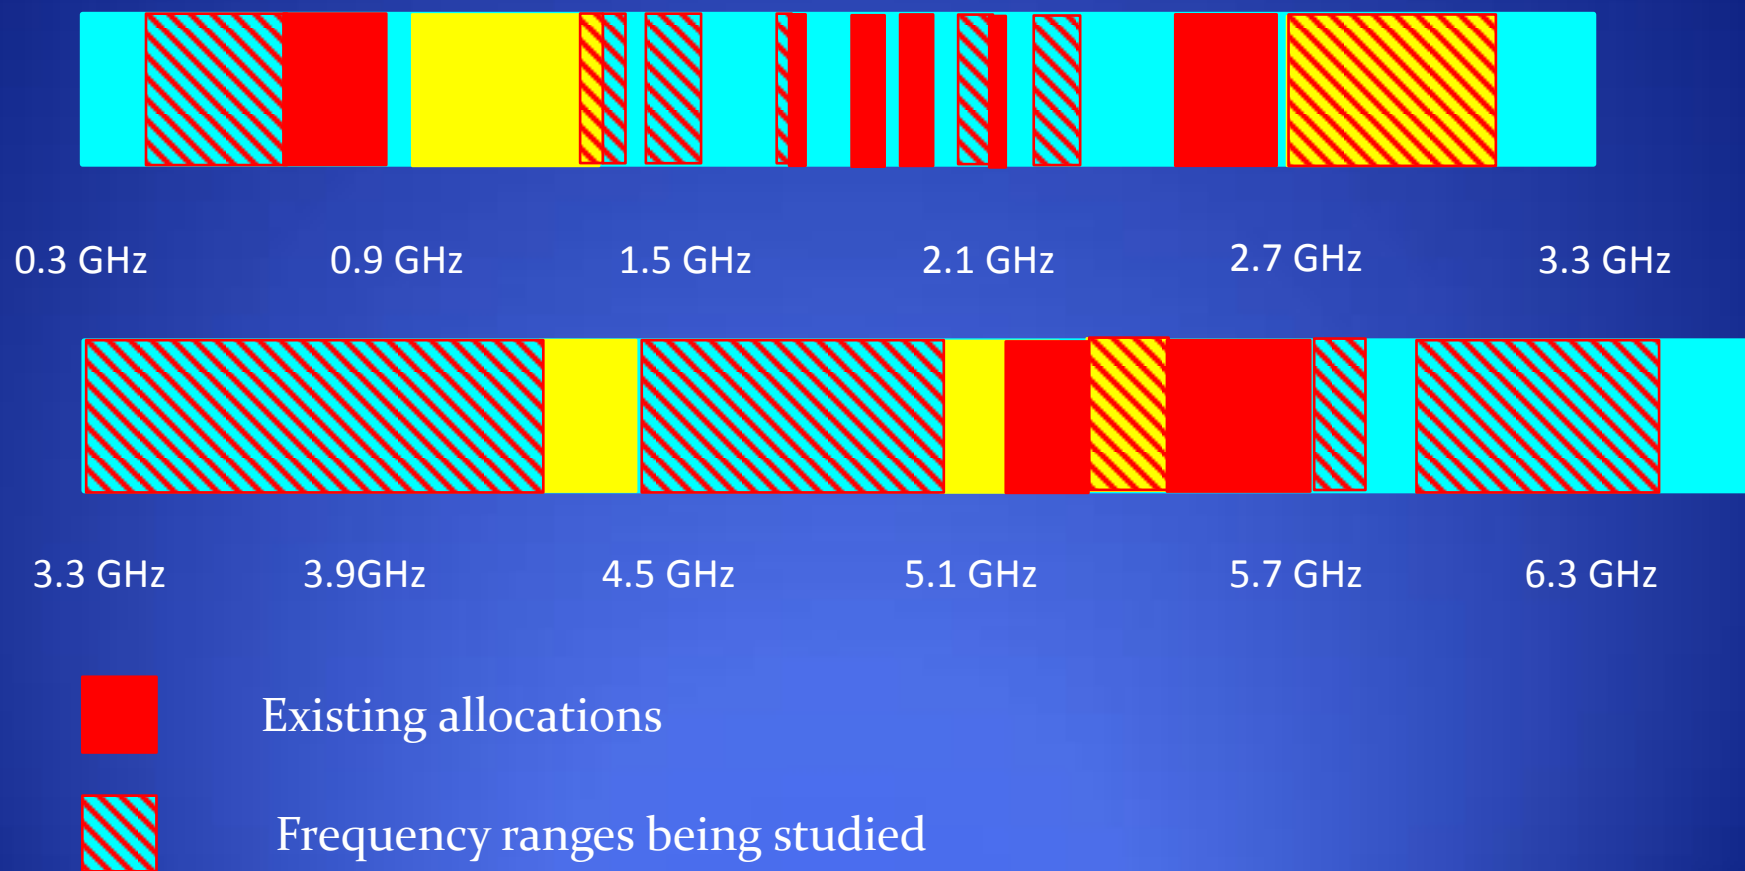 0.3 GHz 0.9 GHz 1.5 GHz 2.1 GHz 2.7 GHz 3.3 GHz
3.3 GHz 3.9GHz 4.5 GHz 5.1 GHz 5.7 GHz 6.3 GHz
Existing allocations
Frequency ranges being studied